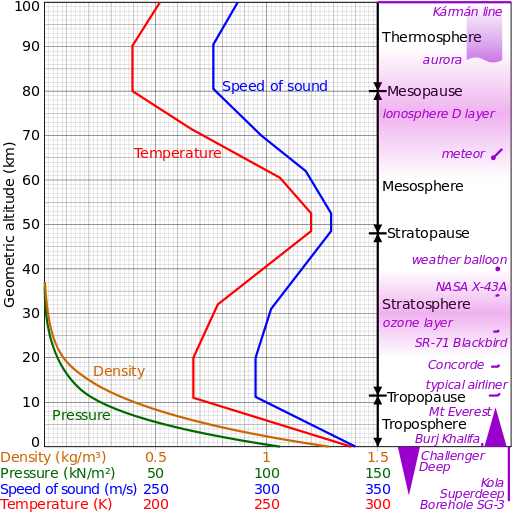 100
Kármán line
Thermosphere
90
aurora
Speed of sound
80
Mesopause
Ionosphere D layer
70
Temperature
meteor
60
Mesosphere
Geometric altitude (km)
50
Stratopause
weather balloon
40
NASA X-43A
Stratosphere
30
ozone layer
SR-71 Blackbird
20
Concorde
Density
typical airliner
10
Tropopause
Pressure
Mt Everest
Troposphere
0
Burj Khalifa
Density (kg/m³) 0.5 1 1.5
Challenger
Deep
Pressure (kN/m²) 50 100 150
Speed of sound (m/s) 250 300 350
Temperature (K) 200 250 300
Kola
Superdeep
Borehole SG-3